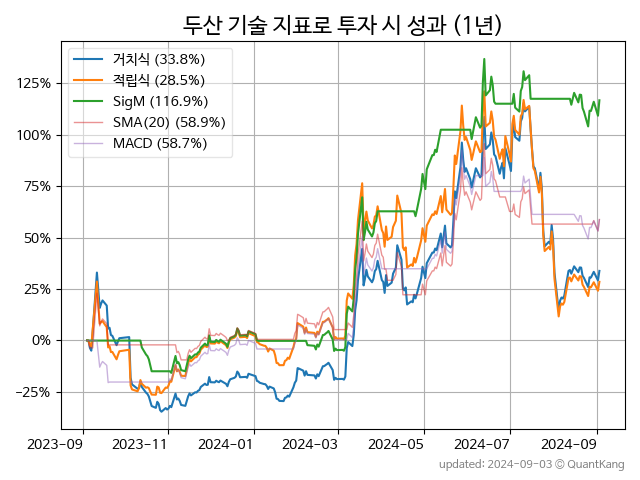 두산 기술 지표로 투자 시 성과 (1년)
거치식 (33.8%)
적립식 (28.5%)
SigM (116.9%)
SMA(20) (58.9%)
MACD (58.7%)
125%
100%
75%
50%
25%
0%
−25%
2023-09 2023-11 2024-01 2024-03 2024-05 2024-07 2024-09
updated: 2024-09-03 © QuantKang